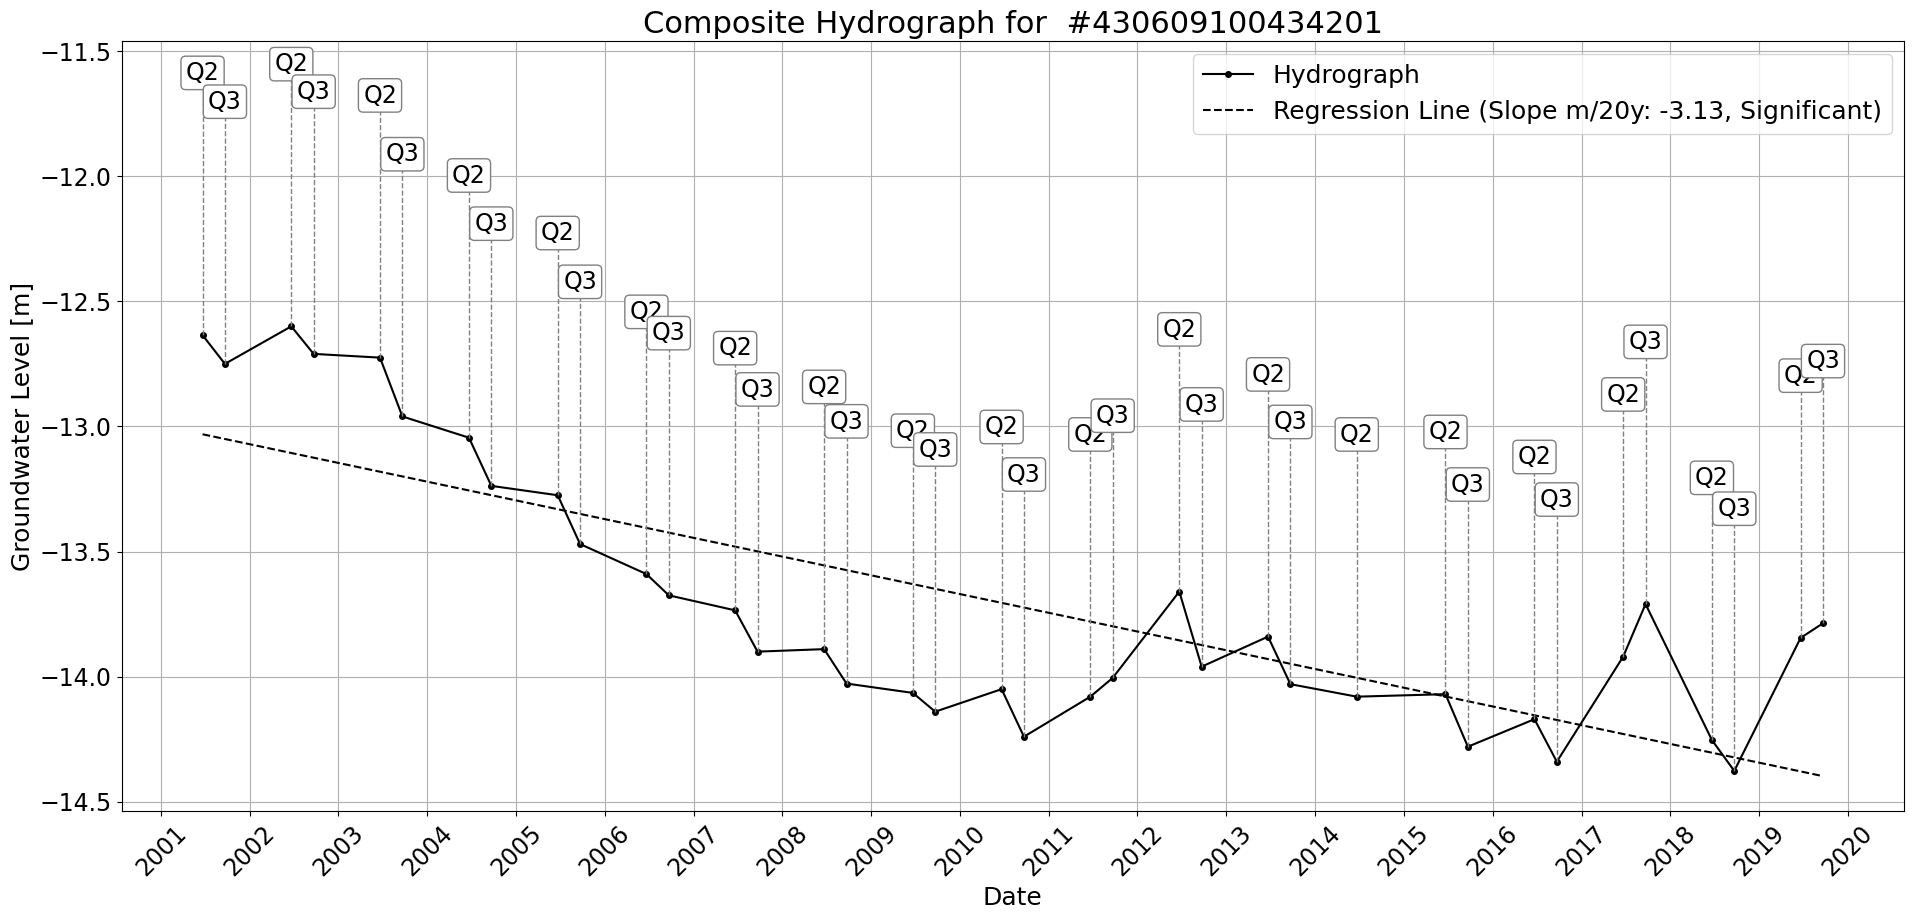 Composite Hydrograph for #430609100434201
Hydrograph
Regression Line (Slope m/20y: -3.13, Significant)
Groundwater Level [m]
−11.5
−12.0
−12.5
−13.0
−13.5
−14.0
−14.5
Q2
Q3
Q2
Q3
Q2
Q3
Q2
Q3
Q2
Q3
Q2
Q3
Q2
Q3
Q2
Q3
Q2
Q3
Q2
Q3
Q2
Q3
Q2
Q3
Q2
Q3
Q2
Q2
Q3
Q2
Q3
Q2
Q3
Q2
Q3
Q2
Q3
2001
2002
2003
2004
2005
2006
2007
2008
2009
2010
2011
2012
2013
2014
2015
2016
2017
2018
2019
2020
Date